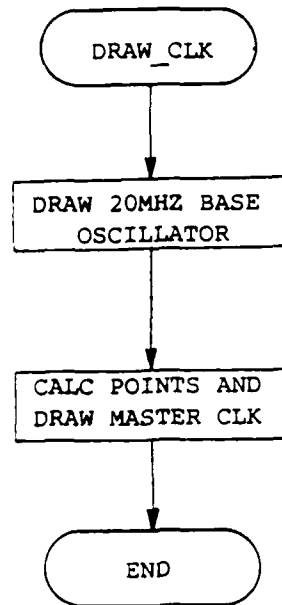 DRAW_CLK
DRAW 20MHZ BASE
OSCILLATOR
CALC POINTS AND
DRAW MASTER CLK
END